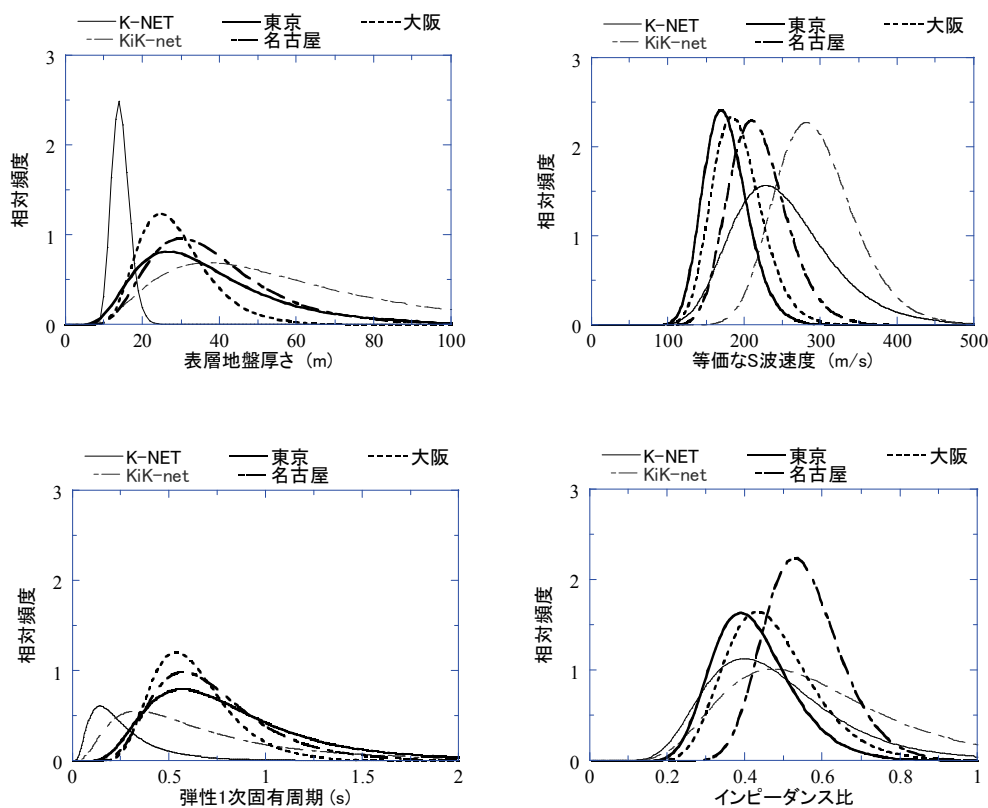 K-NET 東京 大阪
KiK-net 名古屋
3
2
1
0
相対頻度
0 20 40 60 80 100
表層地盤厚さ (m)
K-NET 東京 大阪
KiK-net 名古屋
3
2
1
0
相対頻度
0 100 200 300 400 500
等価なS波速度 (m/s)
K-NET 東京 大阪
KiK-net 名古屋
3
2
1
0
相対頻度
0 0.5 1 1.5 2
弾性1次固有周期 (s)
K-NET 東京 大阪
KiK-net 名古屋
3
2
1
0
相対頻度
0 0.2 0.4 0.6 0.8 1
インピーダンス比